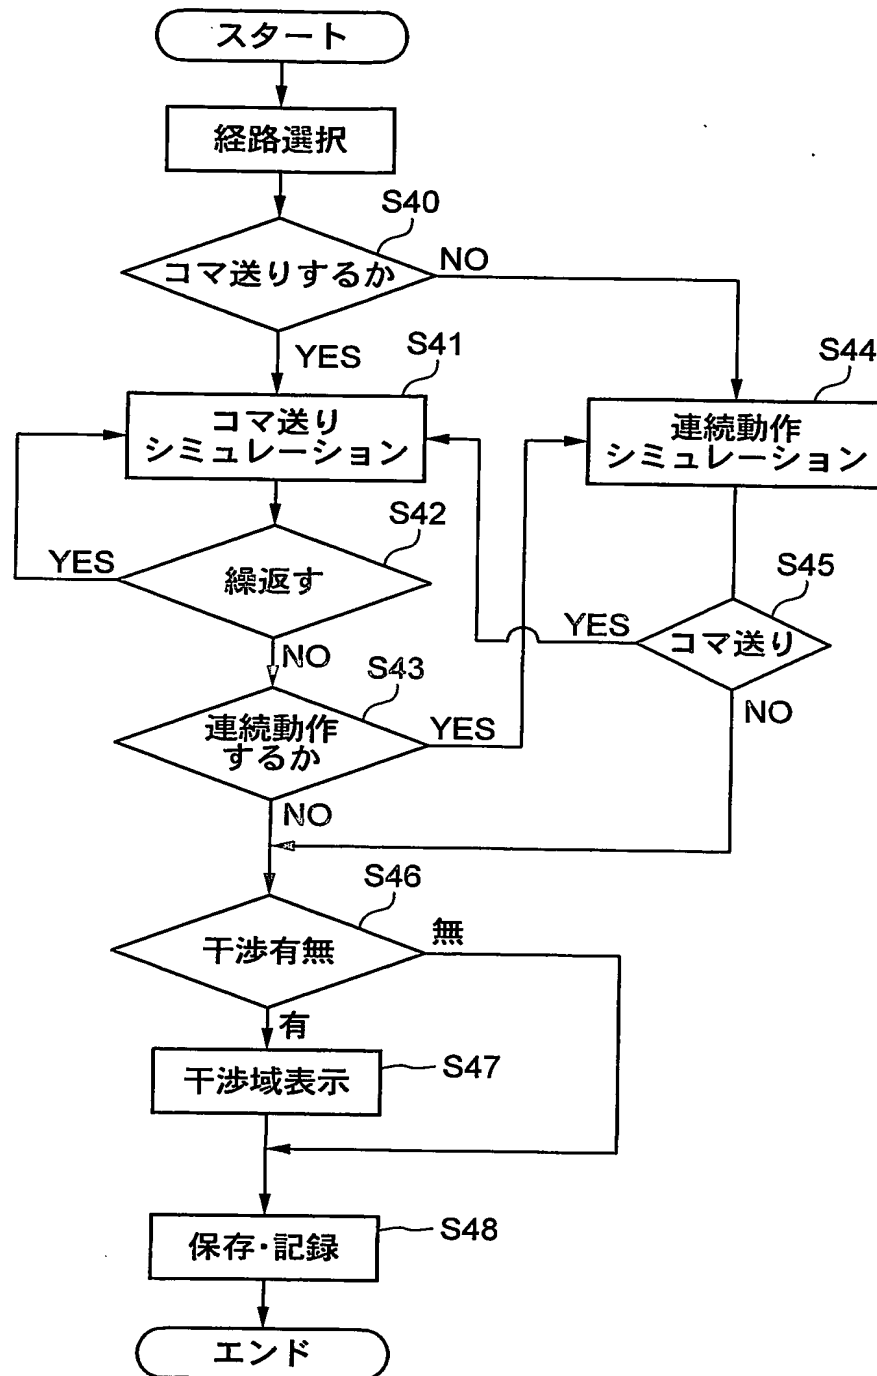 スタート
経路選択
S40
コマ送りするか
NO
YES
S41
コマ送り
シミュレーション
S44
連続動作
シミュレーション
S42
繰返す
YES
NO
S45
コマ送り
YES
NO
S43
連続動作
するか
YES
NO
S46
干渉有無
無
有
干渉域表示
S47
保存・記録
S48
エンド